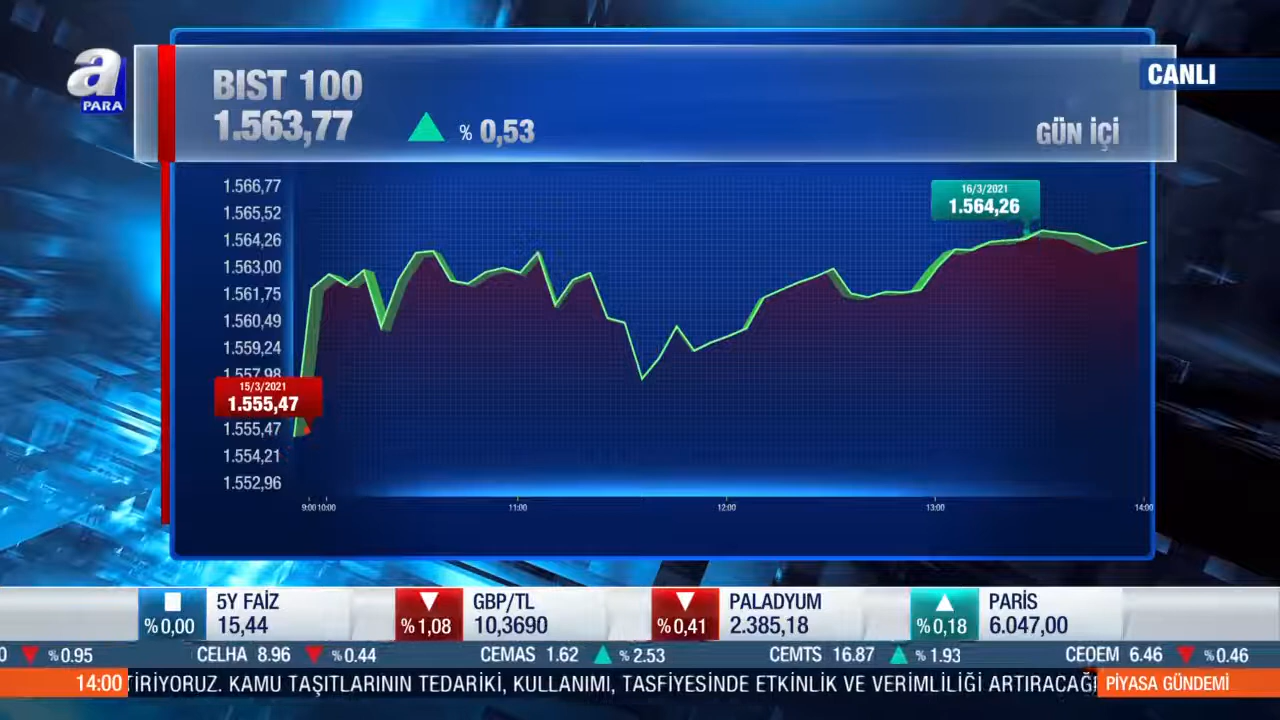 a
PARA
BIST 100
1.563,77
% 0,53
GÜN İÇİ
CANLI
1.566,77
1.565,52
1.564,26
1.563,00
1.561,75
1.560,49
1.559,24
1.557,98
1.555,47
1.554,21
1.552,96
16/3/2021
1.564,26
15/3/2021
1.555,47
9:00 10:00
11:00
12:00
13:00
14:00
%0,00
5Y FAİZ
15,44
%1,08
GBP/TL
10,3690
%0,41
PALADYUM
2.385,18
%0,18
PARİS
6.047,00
0 %0.95 CELHA 8.96 %0.44 CEMAS 1.62 %2.53 CEMTS 16.87 %1.93 CEOEM 6.46 %0.46
14:00 TİRİYORUZ. KAMU TAŞITLARININ TEDARİKİ, KULLANIMI, TASFİYESİNDE ETKİNLİK VE VERİMLİLİĞİ ARTIRACAĞI PİYASA GÜNDEMİ